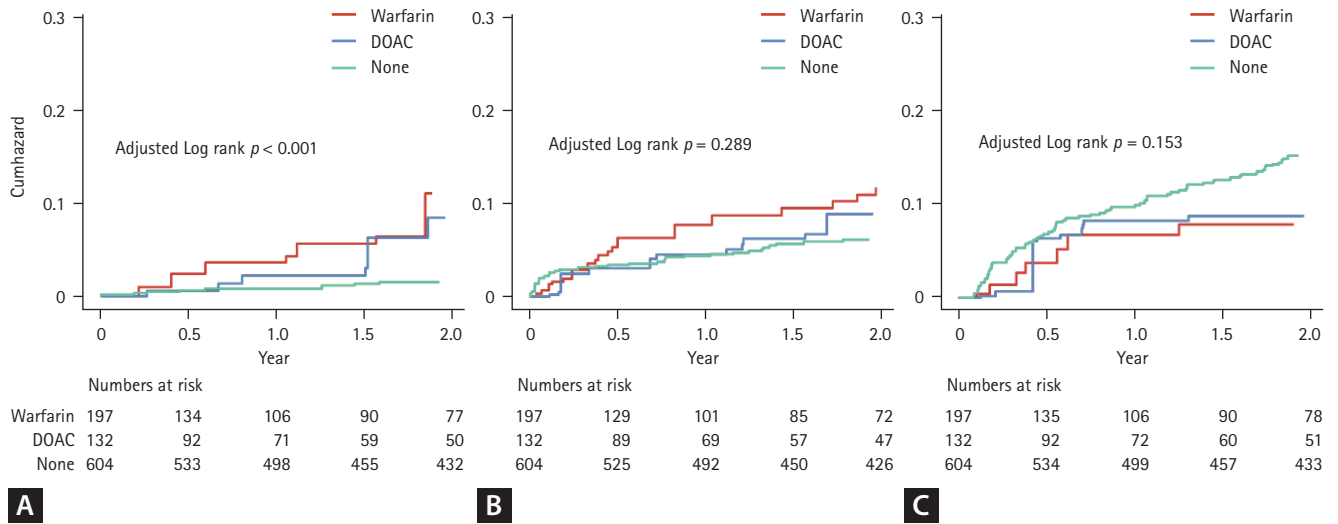 0.3
0.2
0.1
0
Cumhazard
Warfarin
DOAC
None
Adjusted Log rank p < 0.001
0 0.5 1.0 1.5 2.0
Year
Numbers at risk
Warfarin 197 134 106 90 77
DOAC 132 92 71 59 50
None 604 533 498 455 432
A
0.3
0.2
0.1
0
Warfarin
DOAC
None
Adjusted Log rank p = 0.289
0 0.5 1.0 1.5 2.0
Year
Numbers at risk
197 129 101 85 72
132 89 69 57 47
604 525 492 450 426
B
0.3
0.2
0.1
0
Warfarin
DOAC
None
Adjusted Log rank p = 0.153
0 0.5 1.0 1.5 2.0
Year
Numbers at risk
197 135 106 90 78
132 92 72 60 51
604 534 499 457 433
C